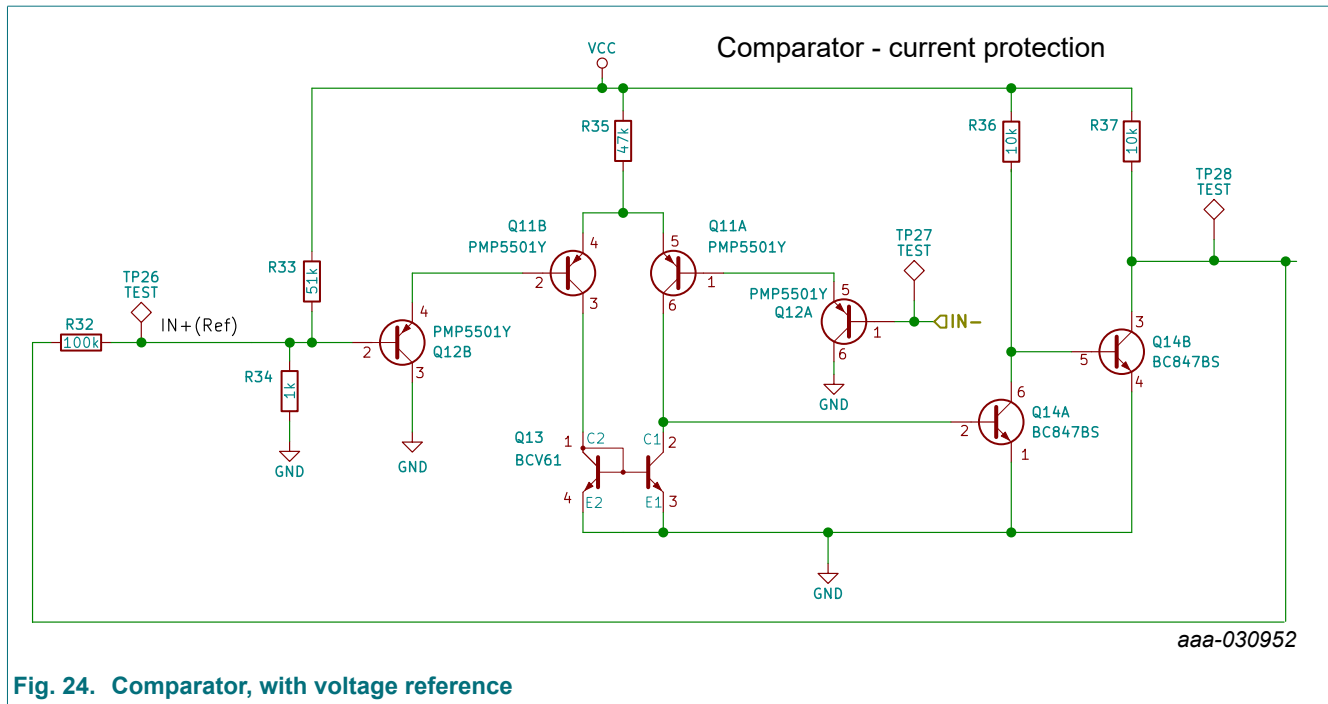 Comparator - current protection
VCC
R35
47k
R36
10k
R37
10k
TP28
TEST
Q11B
PMP5501Y
4
2
3
Q11A
PMP5501Y
5
1
6
TP27
TEST
R33
51k
TP26
TEST
R32
100k
IN+(Ref)
R34
1k
GND
4
PMP5501Y
Q12B
2
3
GND
PMP5501Y
5
Q12A
1
6
IN-
GND
3
Q14B
BC847BS
5
4
6
Q14A
BC847BS
2
1
Q13
BCV61
1
C2
C1
2
4
E2
E1
3
GND
aaa-030952
Fig. 24. Comparator, with voltage reference